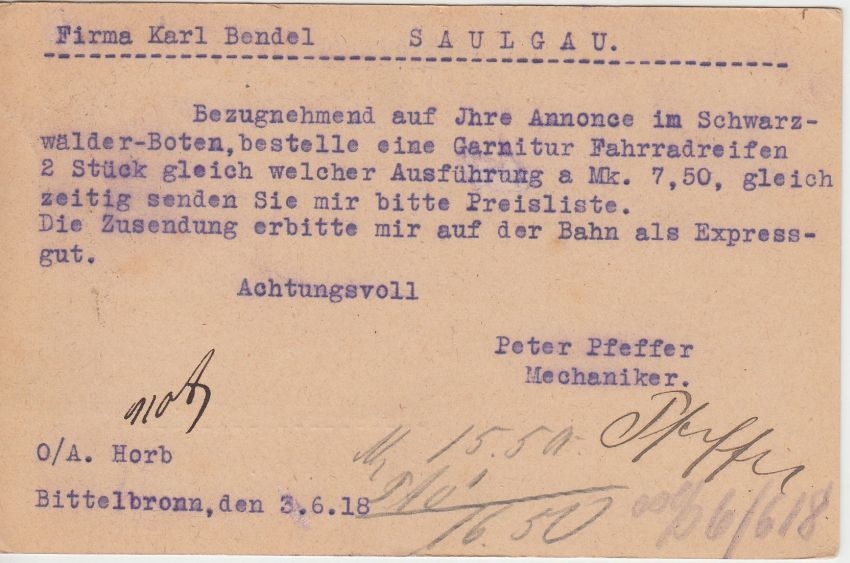 Firma Karl Bendel S A U L G A U.
Bezugnehmend auf Jhre Annonce im Schwarz-
wälder-Boten, bestelle eine Garnitur Fahrradreifen
2 Stück gleich welcher Ausführung a Mk. 7,50, gleich
zeitig senden Sie mir bitte Preisliste.
Die Zusendung erbitte mir auf der Bahn als Express-
gut.
Achtungsvoll
Peter Pfeffer
Mechaniker.
Pfeffer
O/A. Horb
Bittelbronn, den 3.6.18
15.50
16.50